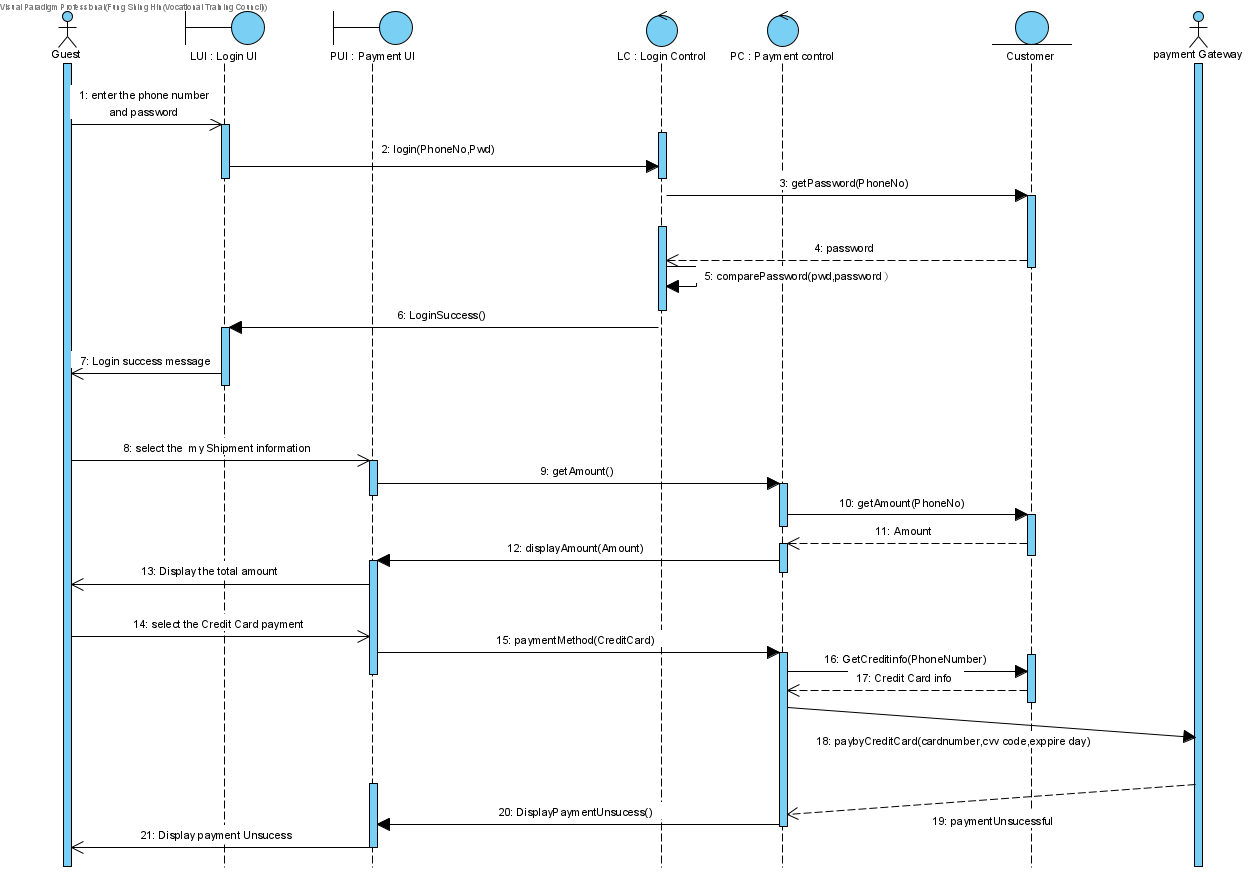 Visual Paradigm Professional(Fung Shing Hin(Vocational Training Council))
Guest
LUI : Login UI
PUI : Payment UI
LC : Login Control
PC : Payment control
Customer
payment Gateway
1: enter the phone number
and password
2: login(PhoneNo,Pwd)
3: getPassword(PhoneNo)
4: password
5: comparePassword(pwd,password）
6: LoginSuccess()
7: Login success message
8: select the my Shipment information
9: getAmount()
10: getAmount(PhoneNo)
11: Amount
12: displayAmount(Amount)
13: Display the total amount
14: select the Credit Card payment
15: paymentMethod(CreditCard)
16: GetCreditinfo(PhoneNumber)
17: Credit Card info
18: paybyCreditCard(cardnumber,cvv code,exppire day)
19: paymentUnsucessful
20: DisplayPaymentUnsucess()
21: Display payment Unsucess